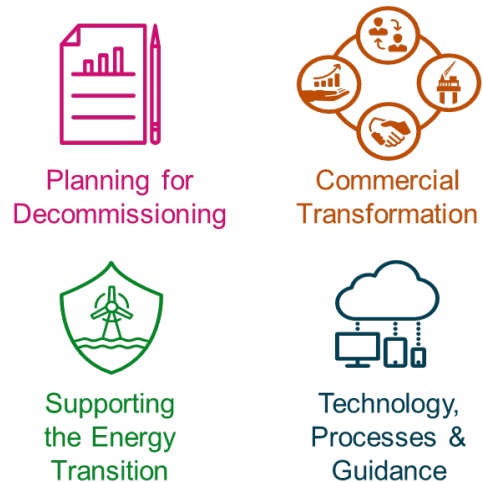 Planning for
Decommissioning
Commercial
Transformation
Supporting
the Energy
Transition
Technology,
Processes &
Guidance